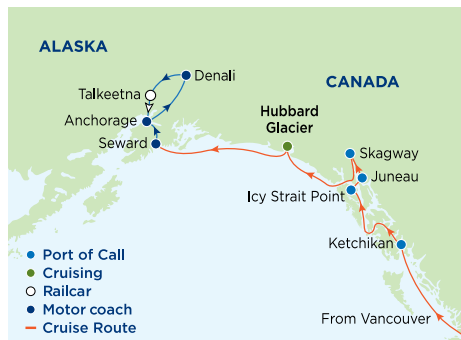 ALASKA
Denali
CANADA
Talkeetna
Anchorage
Hubbard
Glacier
Seward
Skagway
Juneau
Icy Strait Point
Ketchikan
Port of Call
Cruising
Railcar
Motor coach
Cruise Route
From Vancouver